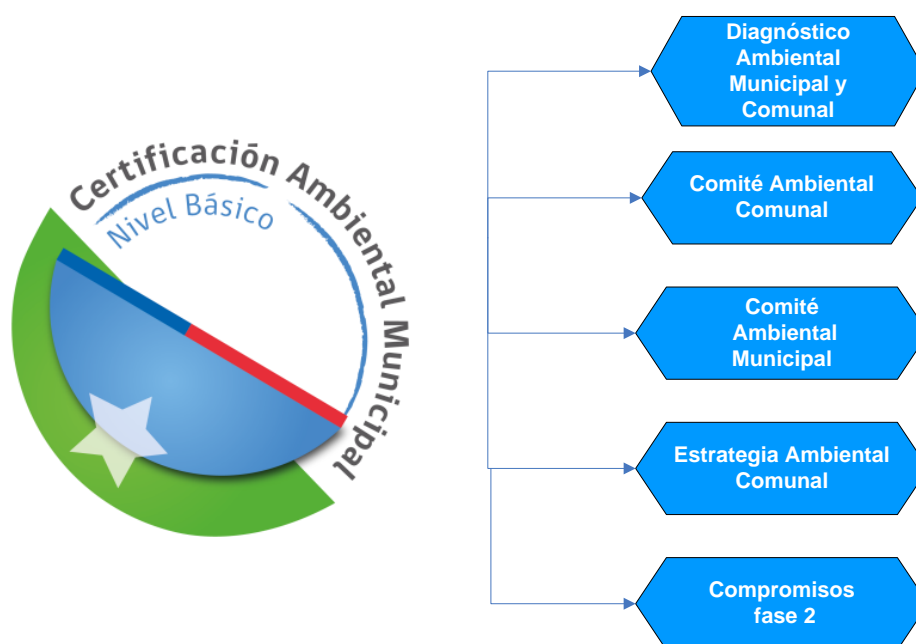 Certificación Ambiental Municipal
Nivel Básico
Diagnóstico
Ambiental
Municipal y
Comunal
Comité Ambiental
Comunal
Comité
Ambiental
Municipal
Estrategia Ambiental
Comunal
Compromisos
fase 2